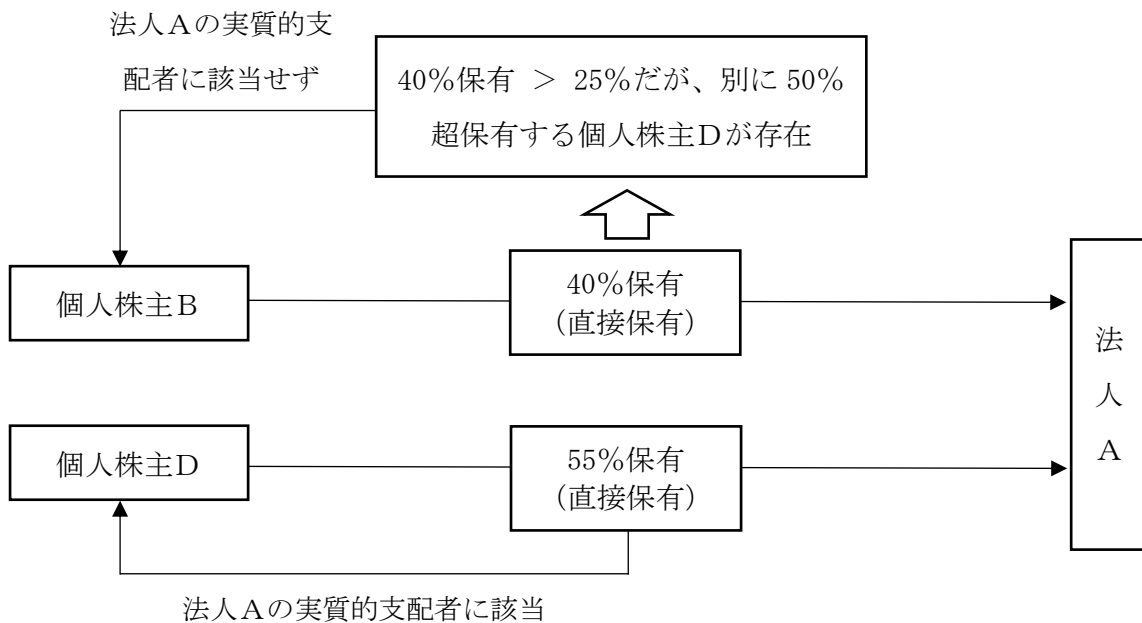 法人Ａの実質的支
配者に該当せず
40％保有 ＞ 25％だが、別に 50％
超保有する個人株主Ｄが存在
個人株主Ｂ
40％保有
（直接保有）
個人株主Ｄ
55％保有
（直接保有）
法
人
Ａ
法人Ａの実質的支配者に該当